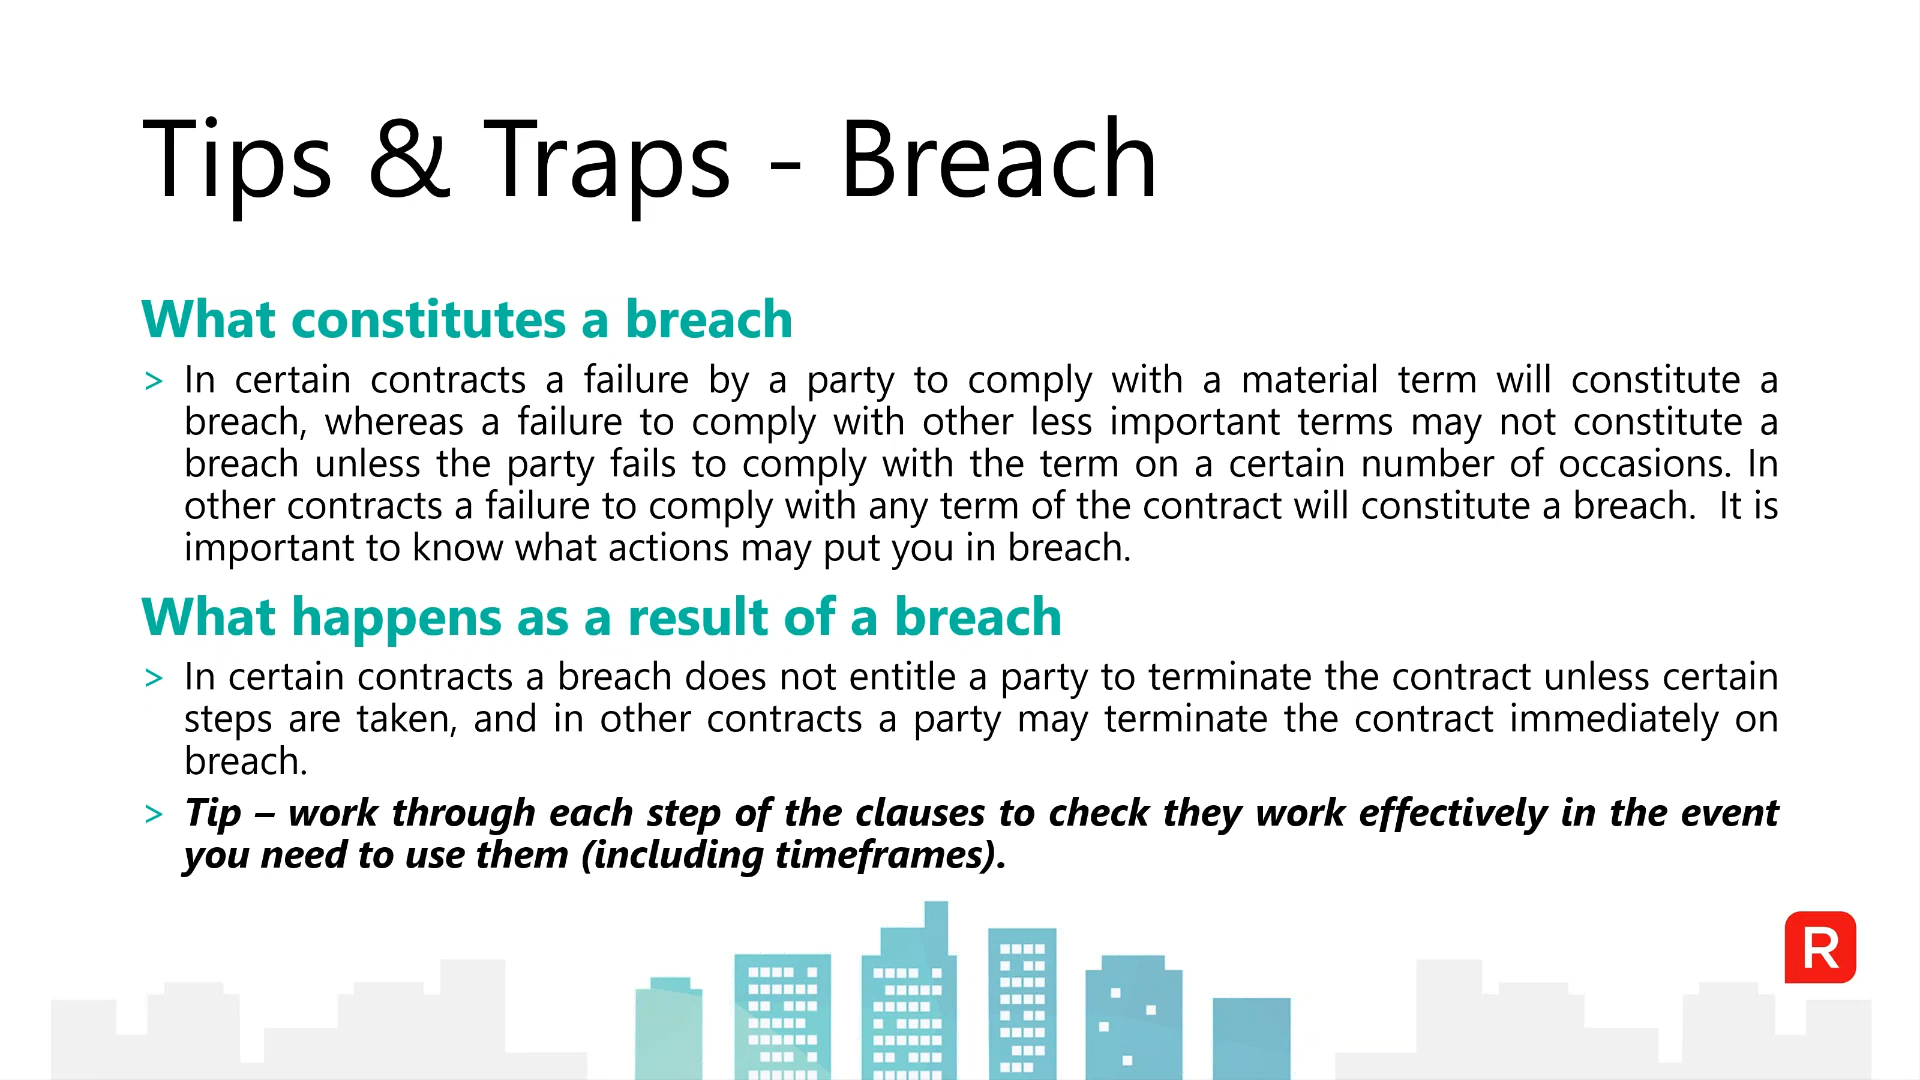 Tips & Traps - Breach
What constitutes a breach
> In certain contracts a failure by a party to comply with a material term will constitute a
breach, whereas a failure to comply with other less important terms may not constitute a
breach unless the party fails to comply with the term on a certain number of occasions. In
other contracts a failure to comply with any term of the contract will constitute a breach.  It is
important to know what actions may put you in breach.
What happens as a result of a breach
> In certain contracts a breach does not entitle a party to terminate the contract unless certain
steps are taken, and in other contracts a party may terminate the contract immediately on
breach.
> Tip – work through each step of the clauses to check they work effectively in the event
you need to use them (including timeframes).
R